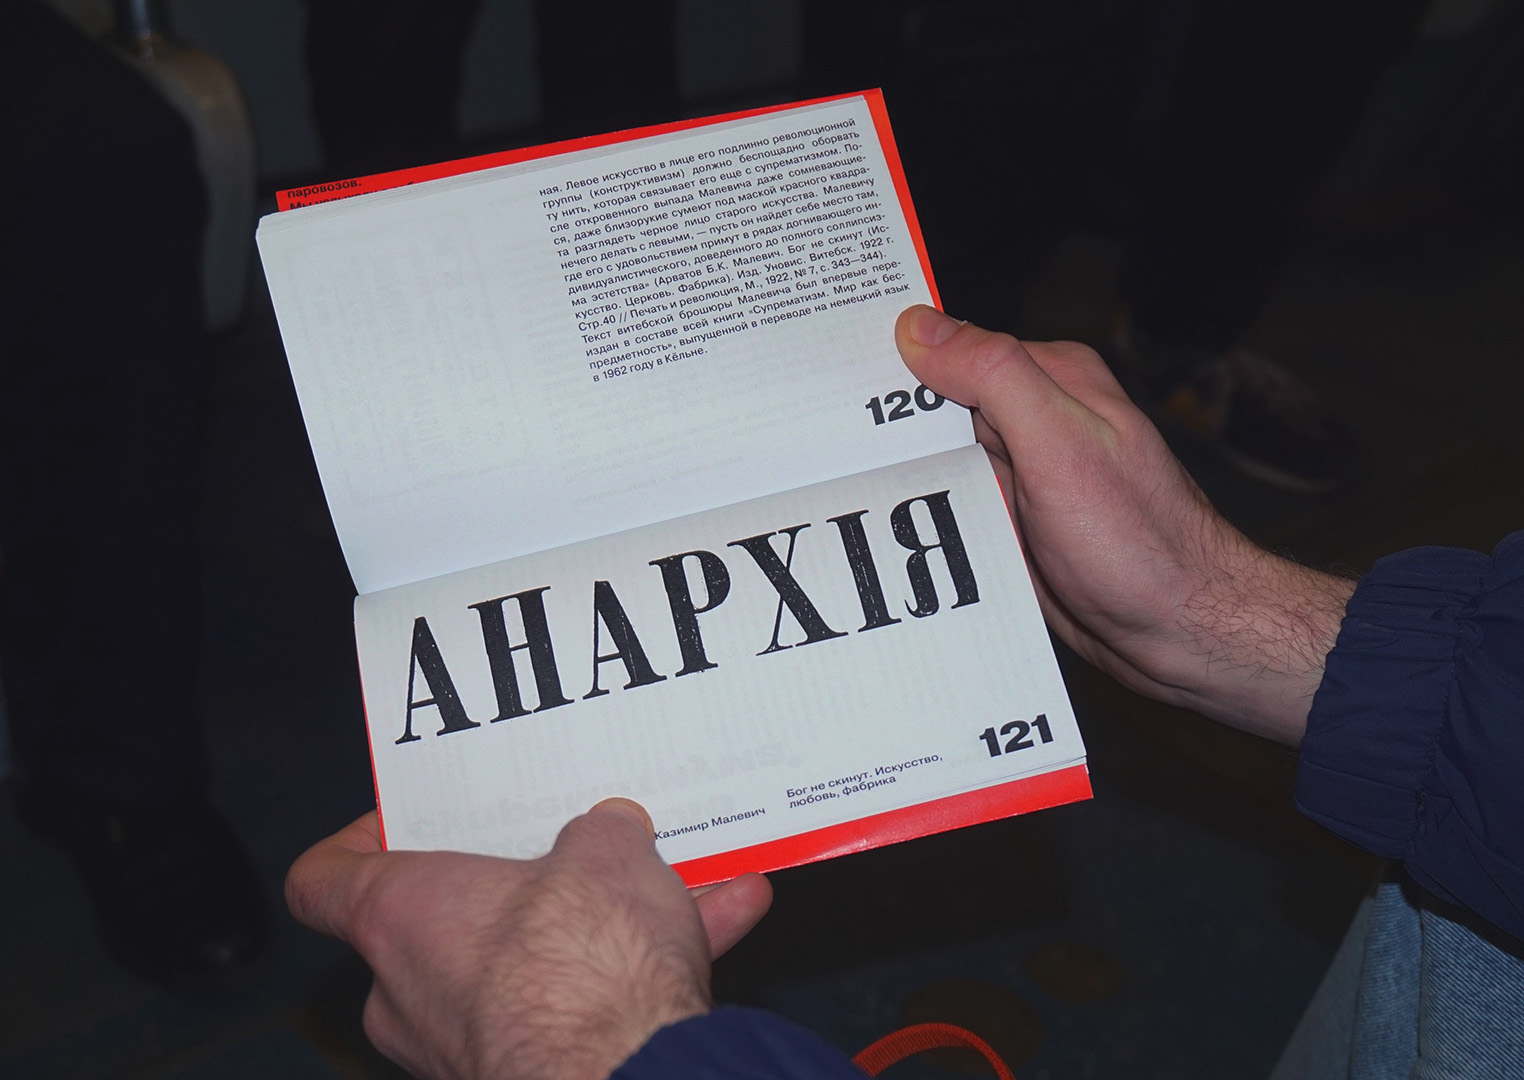 паровозов.
ная. Левое искусство в лице его подлинно революционной
группы (конструктивизм) должно беспощадно оборвать
ту нить, которая связывает его еще с супрематизмом. По-
сле откровенного выпада Малевича даже сомневающие-
ся, даже близорукие сумеют под маской красного квадра-
та разглядеть черное лицо старого искусства. Малевичу
нечего делать с левыми, — пусть он найдет себе место там,
где его с удовольствием примут в рядах догнивающего ин-
дивидуалистического, доведенного до полного соллипсиз-
ма эстетства» (Арватов Б.К. Малевич. Бог не скинут (Ис-
кусство. Церковь. Фабрика). Изд. Уновис. Витебск. 1922 г.
Стр.40 // Печать и революция, М., 1922, № 7, с. 343—344).
Текст витебской брошюры Малевича был впервые пере-
издан в составе всей книги «Супрематизм. Мир как бес-
предметность», выпущенной в переводе на немецкий язык
в 1962 году в Кёльне.
120
АНАРХІЯ
121
Казимир Малевич
Бог не скинут. Искусство,
любовь, фабрика